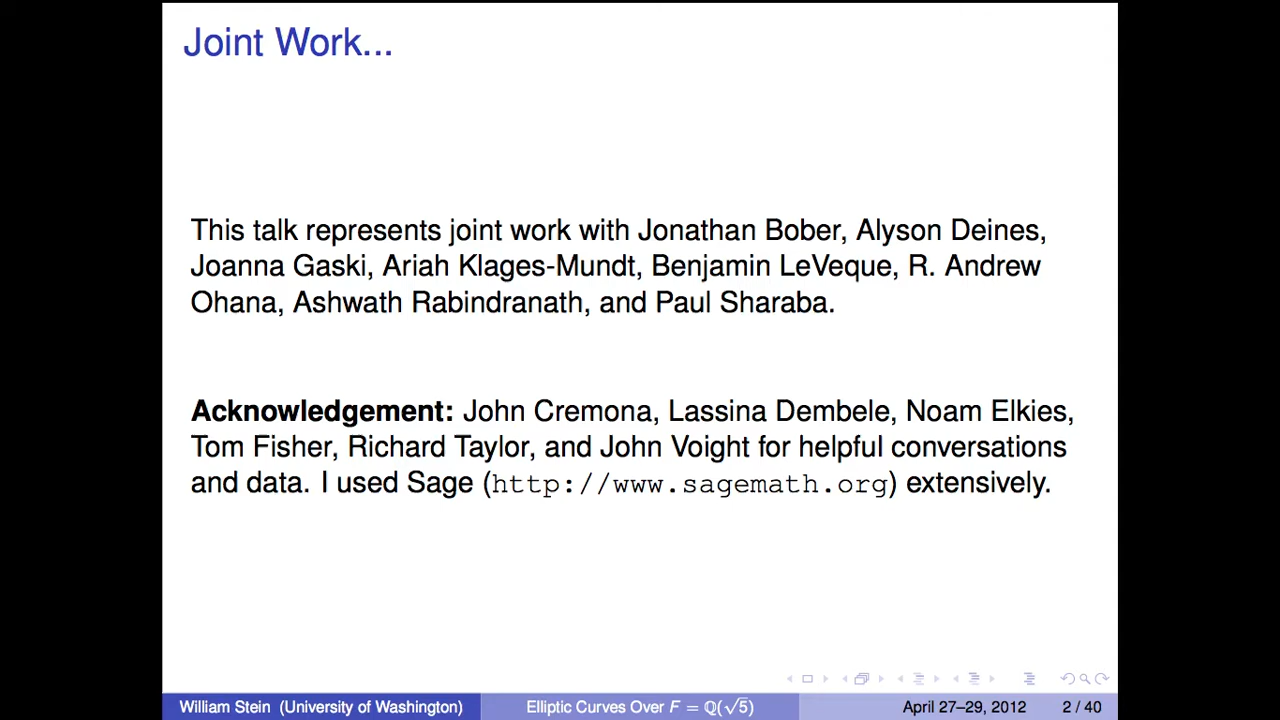 Joint Work...
This talk represents joint work with Jonathan Bober, Alyson Deines,
Joanna Gaski, Ariah Klages-Mundt, Benjamin LeVeque, R. Andrew
Ohana, Ashwath Rabindranath, and Paul Sharaba.
Acknowledgement: John Cremona, Lassina Dembele, Noam Elkies,
Tom Fisher, Richard Taylor, and John Voight for helpful conversations
and data. I used Sage (http://www.sagemath.org) extensively.
William Stein (University of Washington) Elliptic Curves Over F = ℚ(√5) April 27–29, 2012 2 / 40